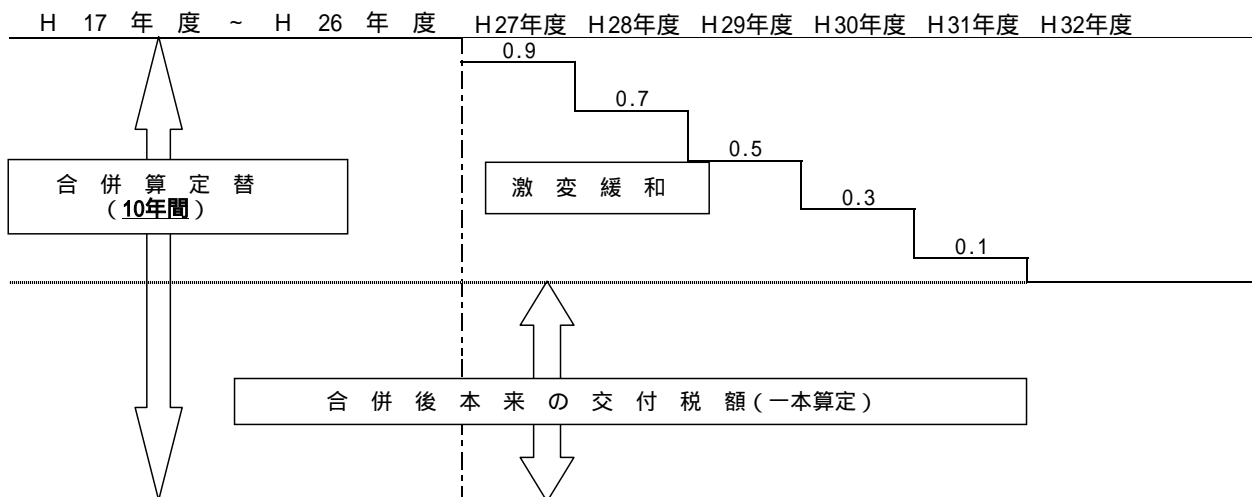 H 17 年 度 ~ H 26 年 度 H27年度 H28年度 H29年度 H30年度 H31年度 H32年度
0.9
0.7
0.5
0.3
0.1
合 併 算 定 替
(10年間)
激 変 緩 和
合 併 後 本 来 の 交 付 税 額 ( 一本算定 )